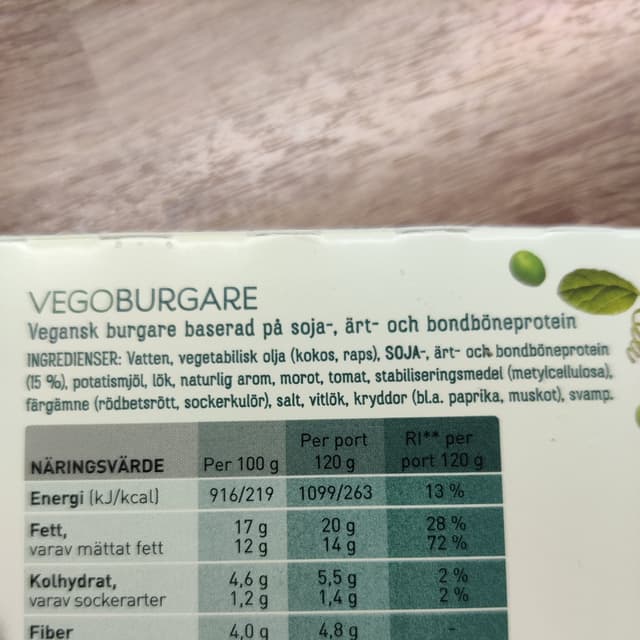 VEGOBURGARE
Vegansk burgare baserad på soja-, ärt- och bondböneprotein
INGREDIENSER: Vatten, vegetabilisk olja (kokos, raps), SOJA-, ärt- och bondböneprotein
(15 %), potatismjöl, lök, naturlig arom, morot, tomat, stabiliseringsmedel (metylcellulosa),
färgämne (rödbetsrött, sockerkulör), salt, vitlök, kryddor (bl.a. paprika, muskot), svamp.
NÄRINGSVÄRDE Per 100 g Per port 120 g RI** per port 120 g
Energi (kJ/kcal) 916/219 1099/263 13 %
Fett, 17 g 20 g 28 %
varav mättat fett 12 g 14 g 72 %
Kolhydrat, 4,6 g 5,5 g 2 %
varav sockerarter 1,2 g 1,4 g 2 %
Fiber 4,0 g 4,8 g -